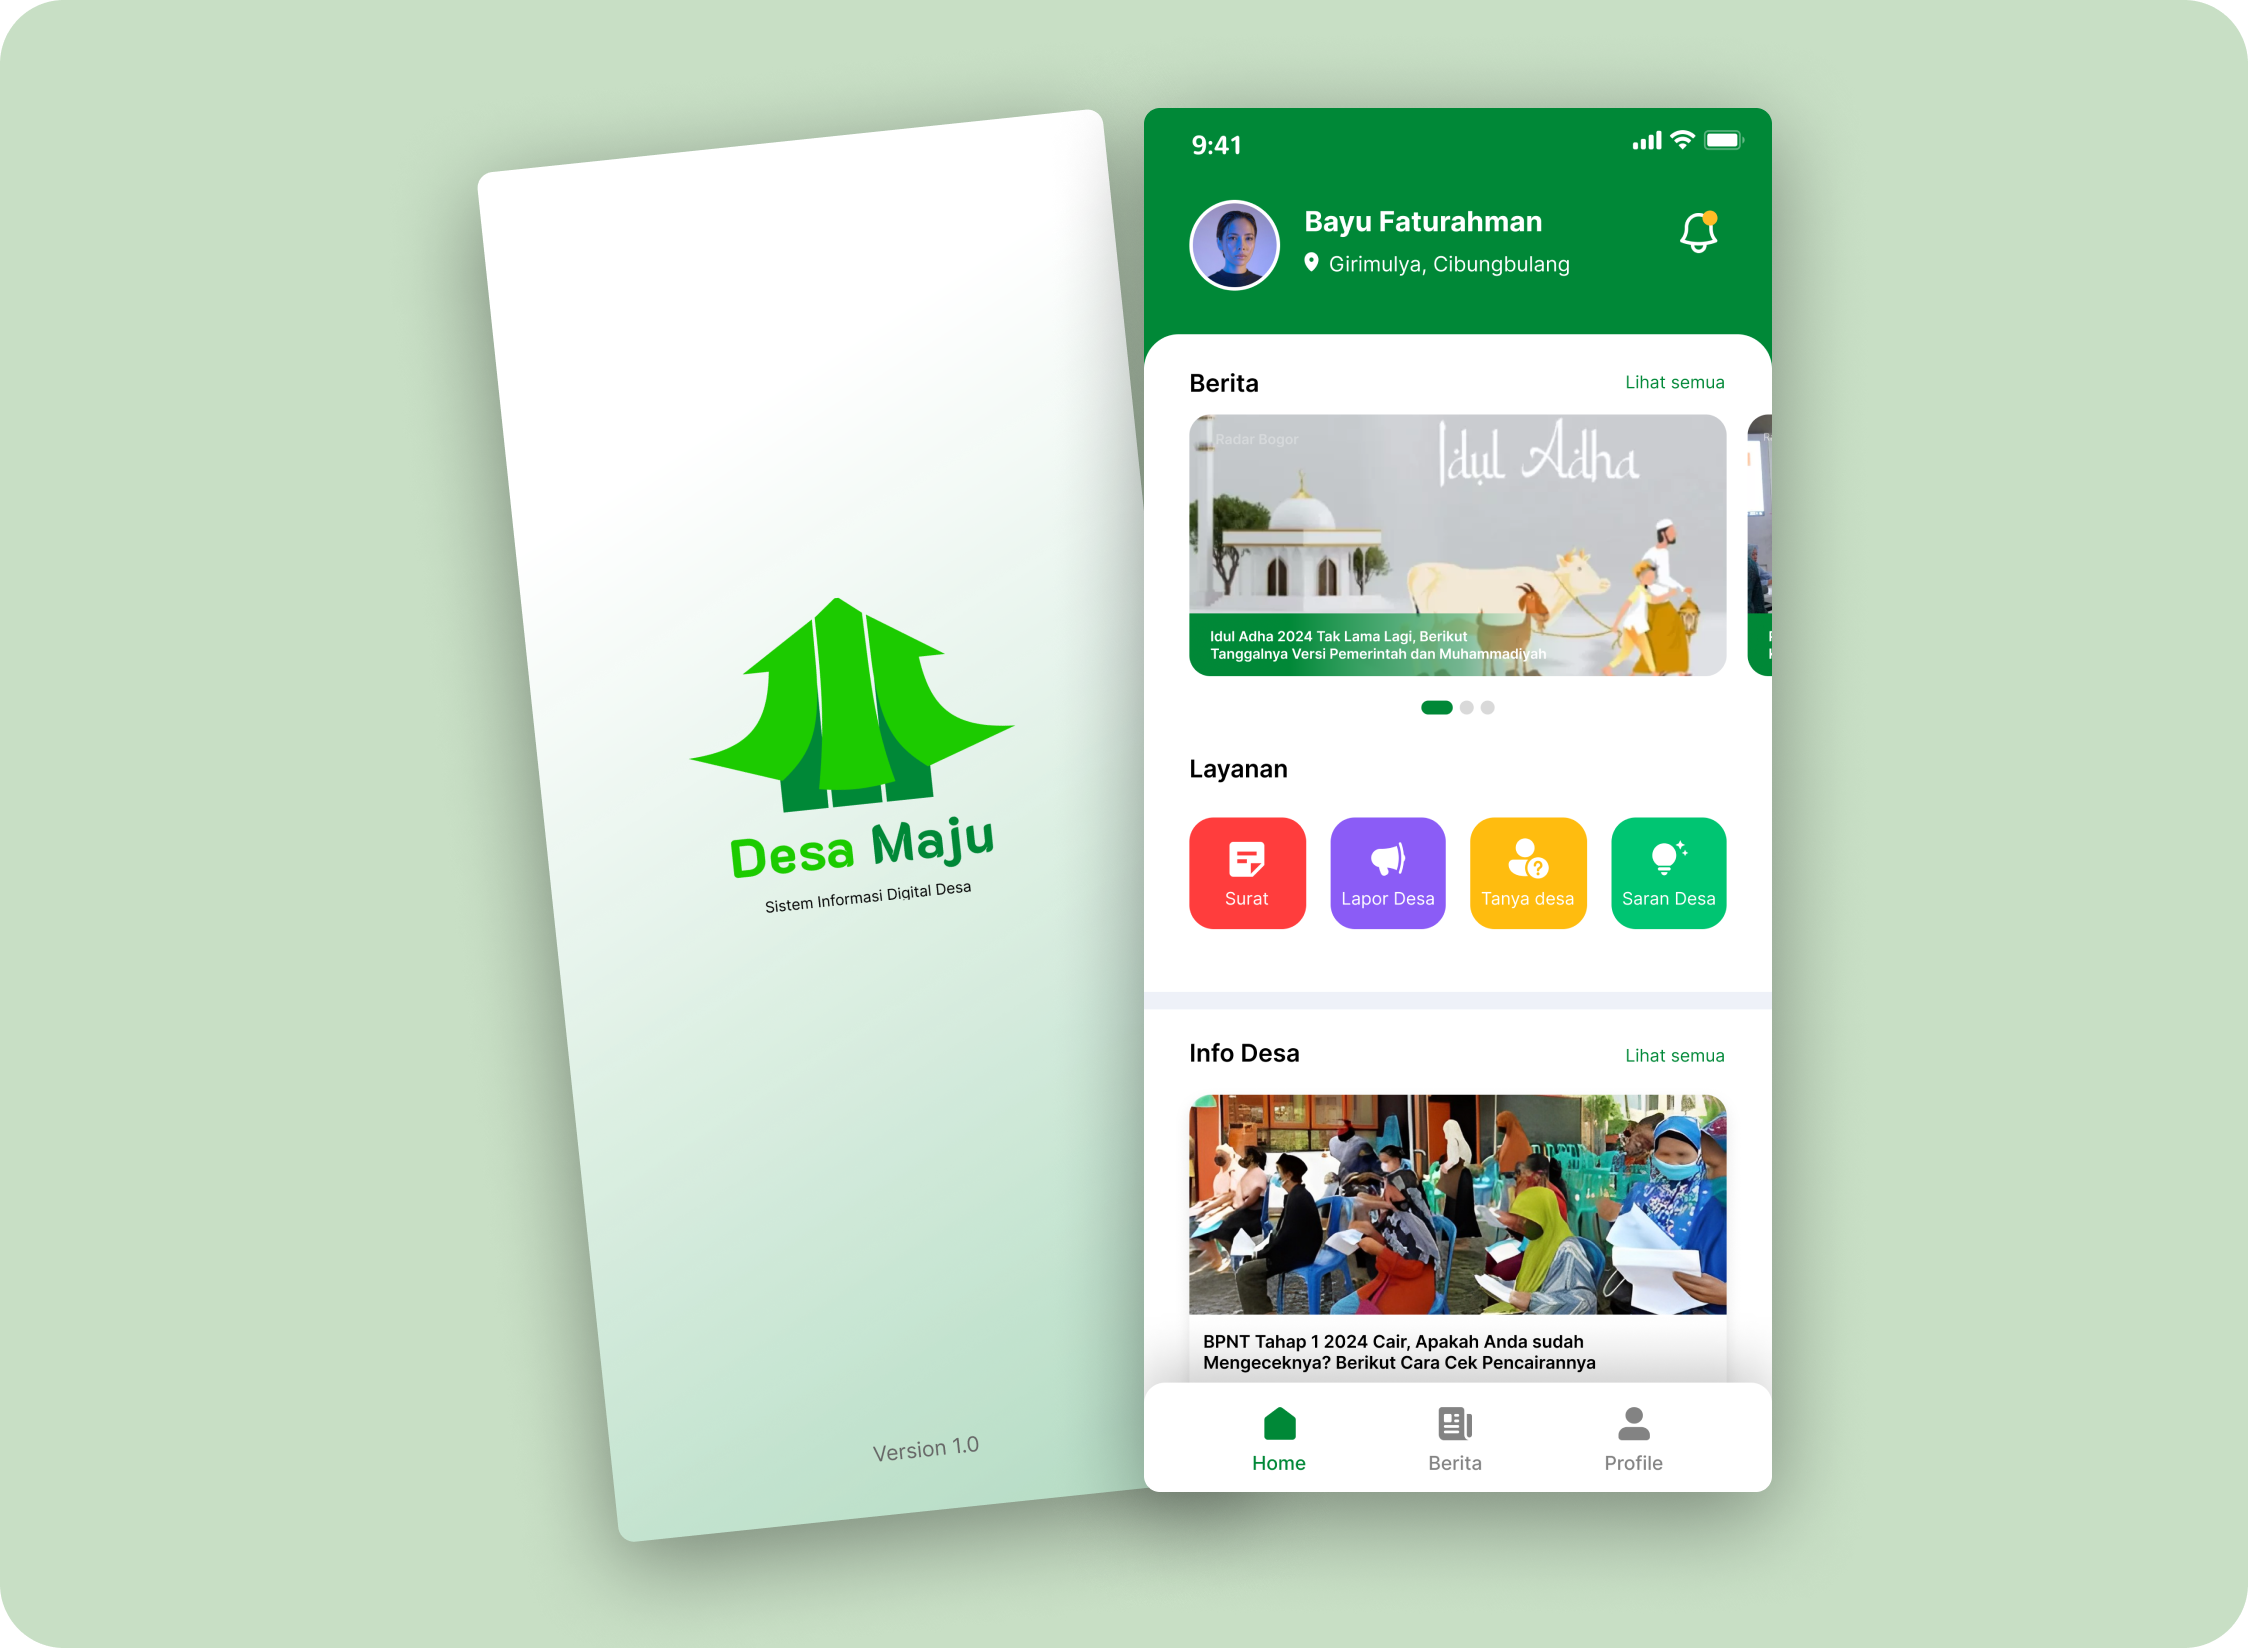 Desa Maju
Sistem Informasi Digital Desa
Version 1.0
9:41
Bayu Faturahman
Girimulya, Cibungbulang
Berita
Lihat semua
Radar Bogor
Idul Adha
Idul Adha 2024 Tak Lama Lagi, Berikut
Tanggalnya Versi Pemerintah dan Muhammadiyah
Layanan
Surat
Lapor Desa
Tanya desa
Saran Desa
Info Desa
Lihat semua
BPNT Tahap 1 2024 Cair, Apakah Anda sudah
Mengeceknya? Berikut Cara Cek Pencairannya
Home
Berita
Profile